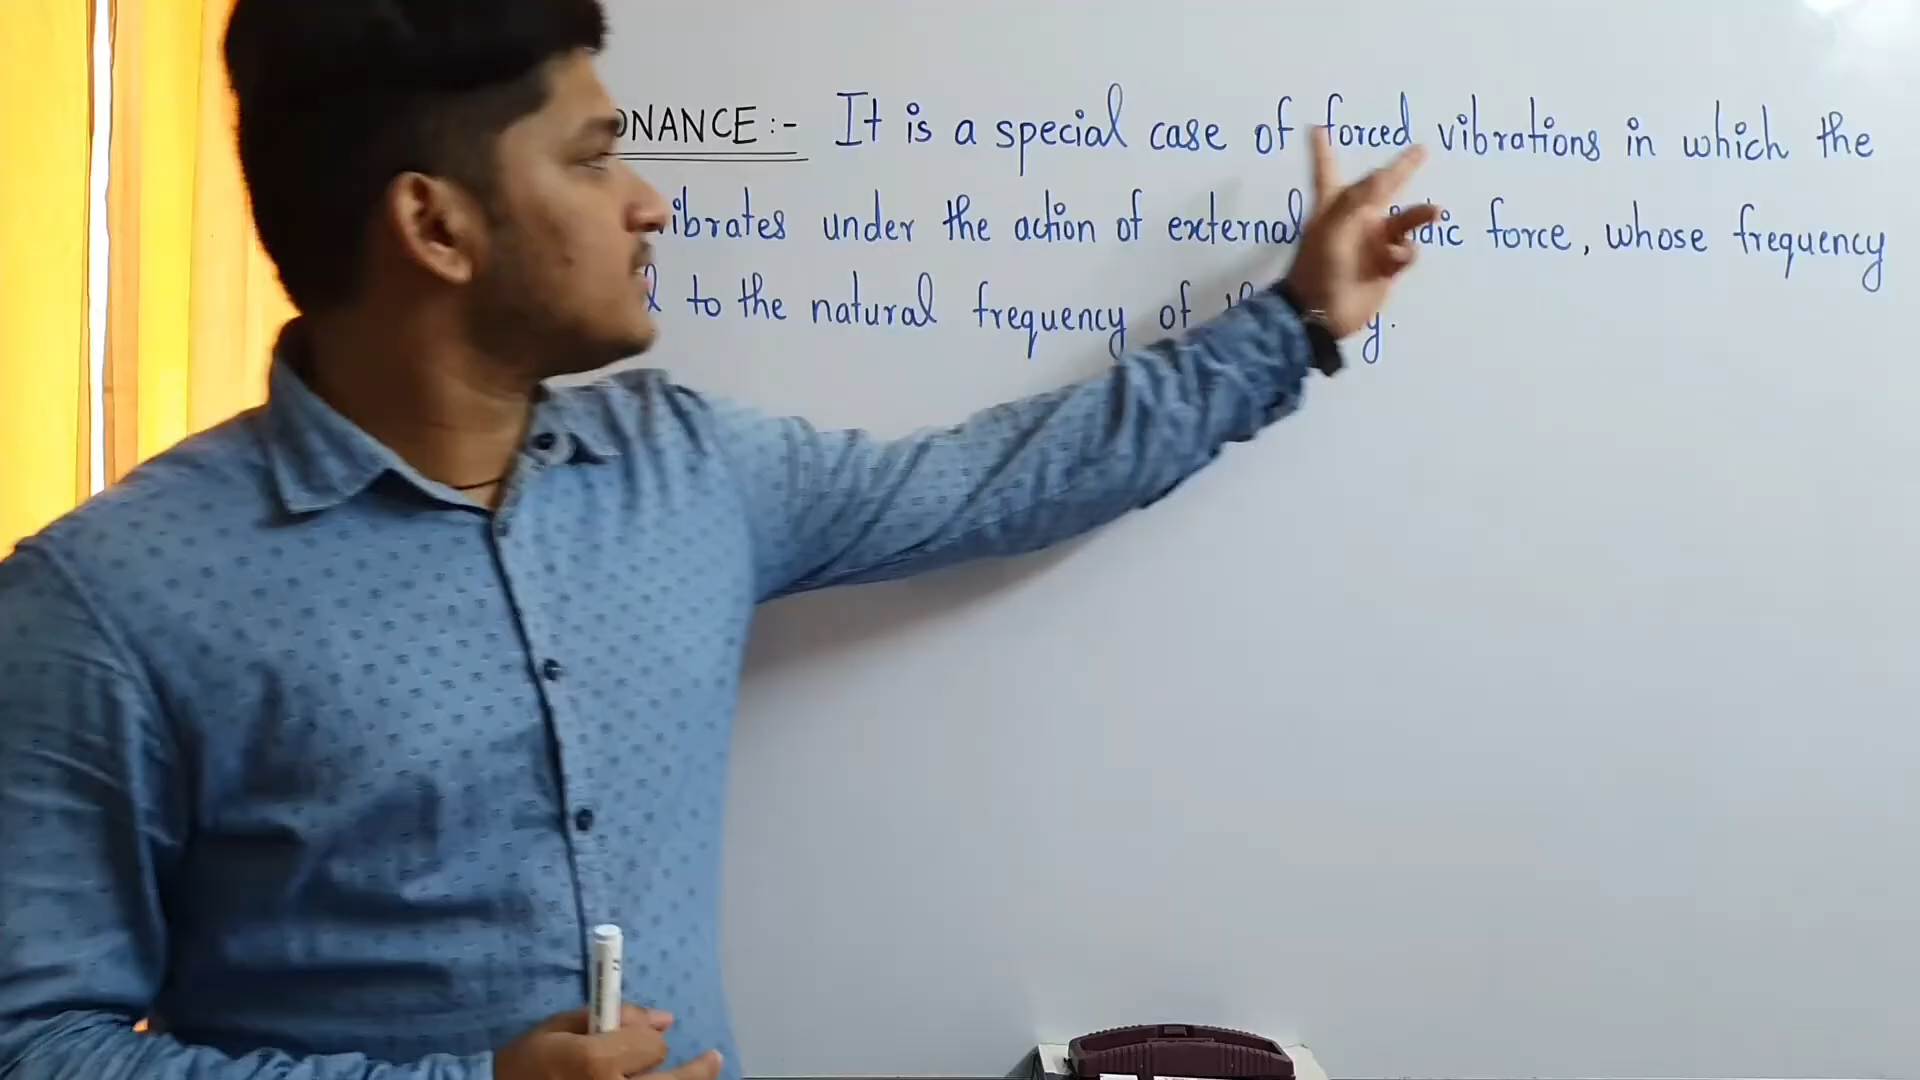 ONANCE :- It is a special case of forced vibrations in which the
ibrates under the action of external dic force, whose frequency
to the natural frequency of